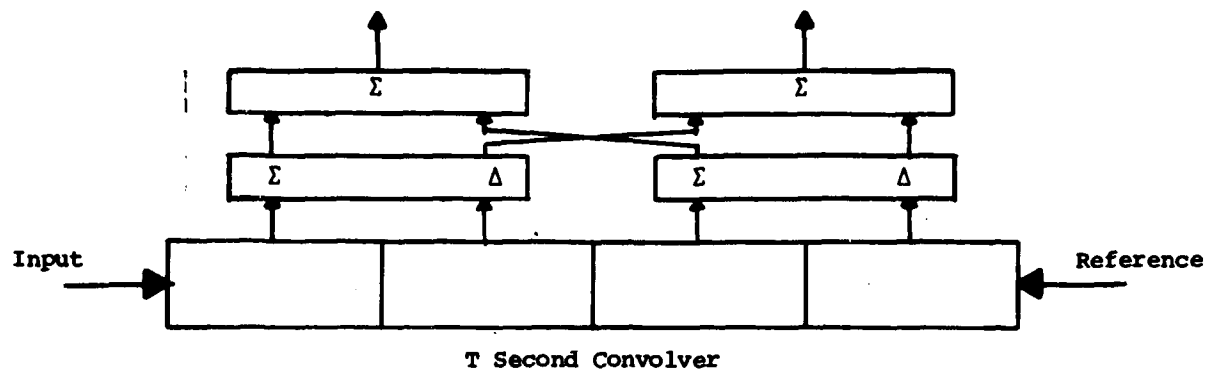 Σ Σ
Σ Δ Σ Δ
Input Reference
T Second Convolver